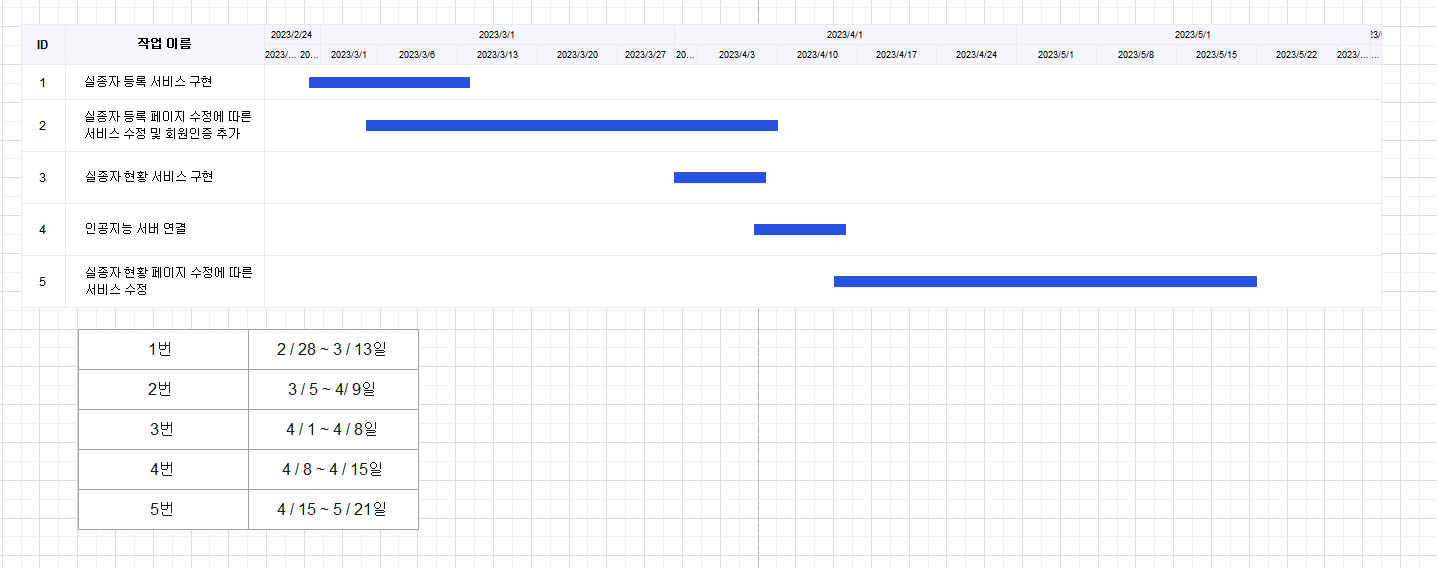 ID 작업 이름 2023/2/24 2023/3/1 2023/4/1 2023/5/1 23/(
2023/... 20... 2023/3/1 2023/3/6 2023/3/13 2023/3/20 2023/3/27 20... 2023/4/3 2023/4/10 2023/4/17 2023/4/24 2023/5/1 2023/5/8 2023/5/15 2023/5/22 2023/... ...
1 실종자 등록 서비스 구현
2 실종자 등록 페이지 수정에 따른
서비스 수정 및 회원인증 추가
3 실종자 현황 서비스 구현
4 인공지능 서버 연결
5 실종자 현황 페이지 수정에 따른
서비스 수정
1번 2 / 28 ~ 3 / 13일
2번 3 / 5 ~ 4/ 9일
3번 4 / 1 ~ 4 / 8일
4번 4 / 8 ~ 4 / 15일
5번 4 / 15 ~ 5 / 21일